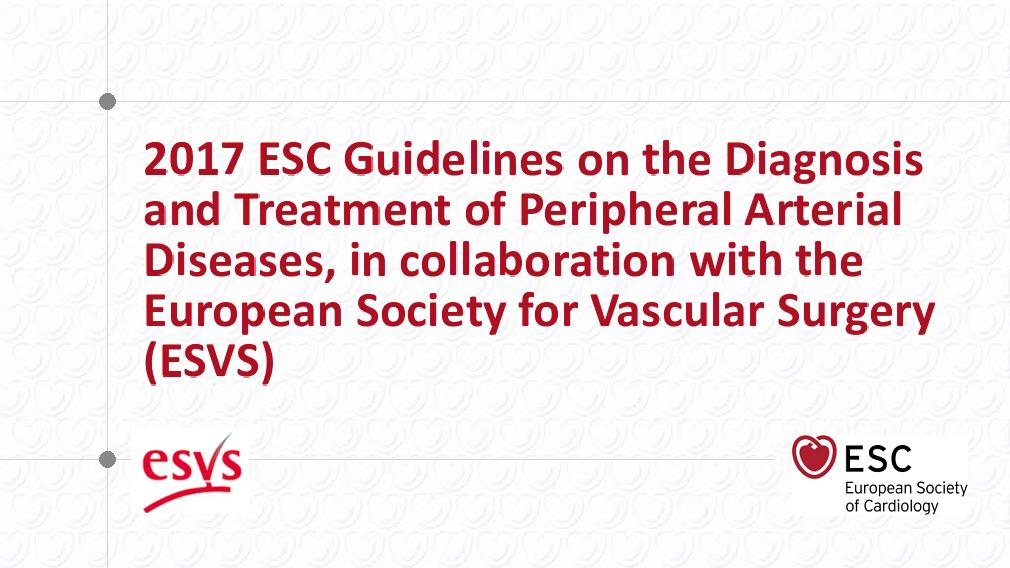 2017 ESC Guidelines on the Diagnosis
and Treatment of Peripheral Arterial
Diseases, in collaboration with the
European Society for Vascular Surgery
(ESVS)
esvs
ESC
European Society
of Cardiology